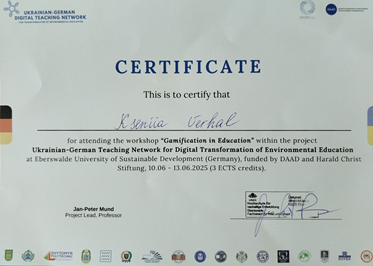 UKRAINIAN-GERMAN
DIGITAL TEACHING NETWORK
DAAD
CERTIFICATE
This is to certify that
Kseniia Verhal
for attending the workshop "Gamification in Education" within the project
Ukrainian-German Teaching Network for Digital Transformation of Environmental Education
at Eberswalde University of Sustainable Development (Germany), funded by DAAD and Harald Christ
Stiftung, 10.06 - 13.06.2025 (3 ECTS credits).
Jan-Peter Mund
Project Lead, Professor